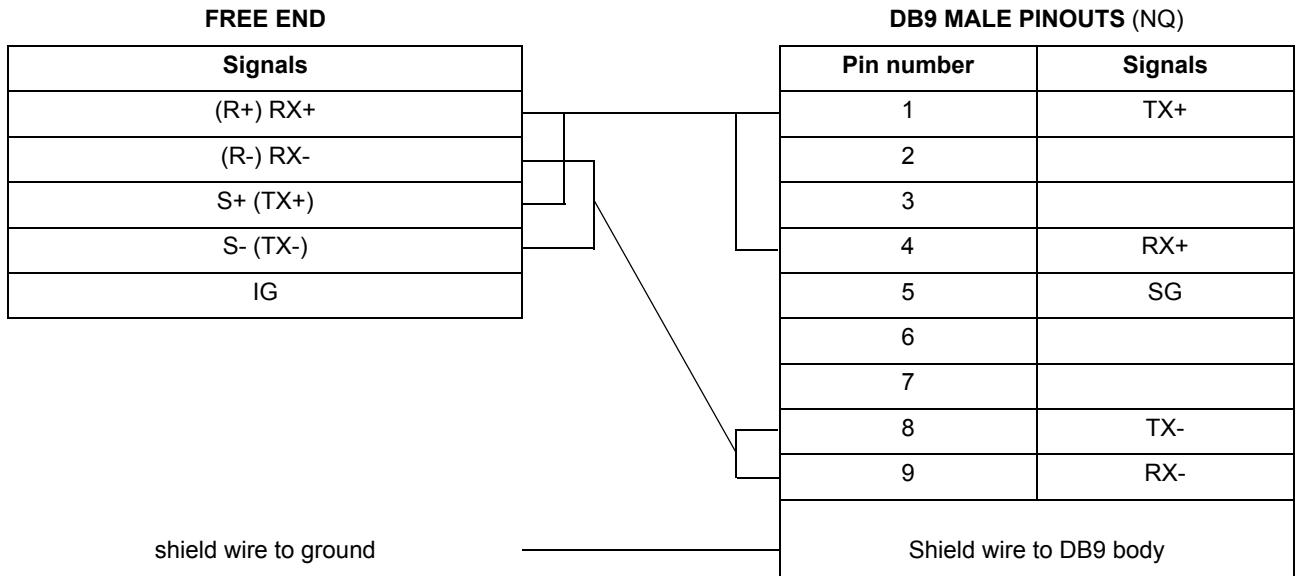 FREE END
DB9 MALE PINOUTS (NQ)
Signals
Pin number Signals
(R+) RX+
1 TX+
(R-) RX-
2
S+ (TX+)
3
S- (TX-)
4 RX+
IG
5 SG
6
7
8 TX-
9 RX-
shield wire to ground
Shield wire to DB9 body